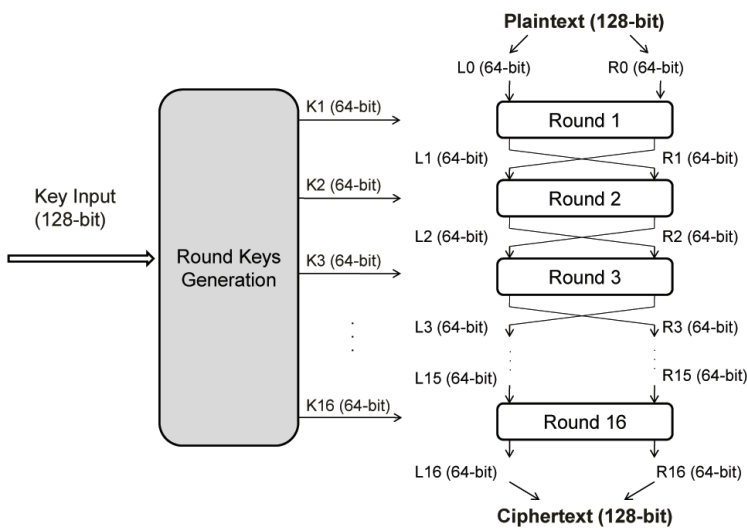 Plaintext (128-bit)
L0 (64-bit)
R0 (64-bit)
K1 (64-bit)
Round 1
L1 (64-bit)
R1 (64-bit)
Key Input
(128-bit)
K2 (64-bit)
Round 2
L2 (64-bit)
R2 (64-bit)
Round Keys
Generation
K3 (64-bit)
Round 3
L3 (64-bit)
R3 (64-bit)
L15 (64-bit)
R15 (64-bit)
K16 (64-bit)
Round 16
L16 (64-bit)
R16 (64-bit)
Ciphertext (128-bit)